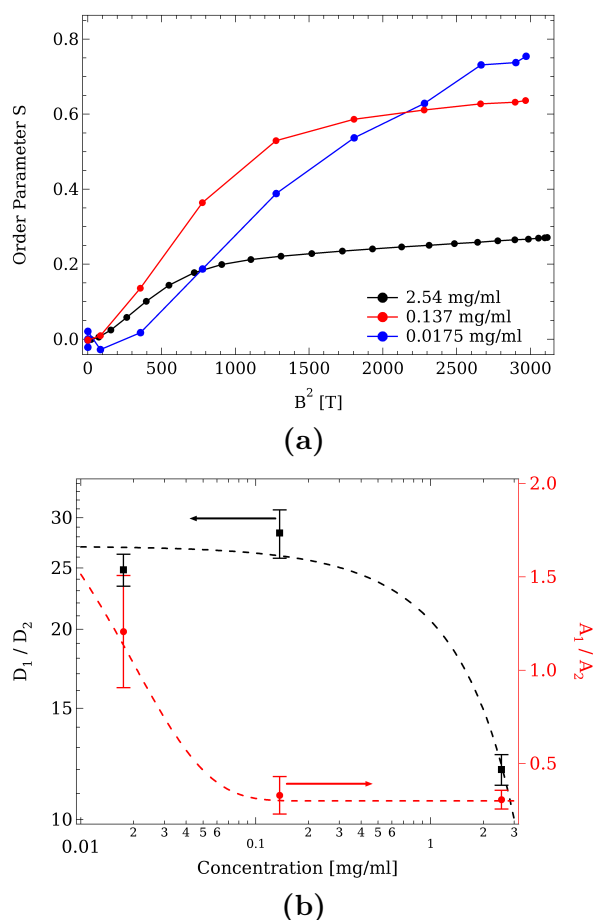 0.8
0.6
0.4
0.2
0.0
Order Parameter S
2.54 mg/ml
0.137 mg/ml
0.0175 mg/ml
0 500 1000 1500 2000 2500 3000
B² [T]
(a)
30
25
20
15
10
D₁ / D₂
2.0
1.5
1.0
0.5
A₁ / A₂
0.01 2 3 4 5 6 0.1 2 3 4 5 6 1 2 3
Concentration [mg/ml]
(b)